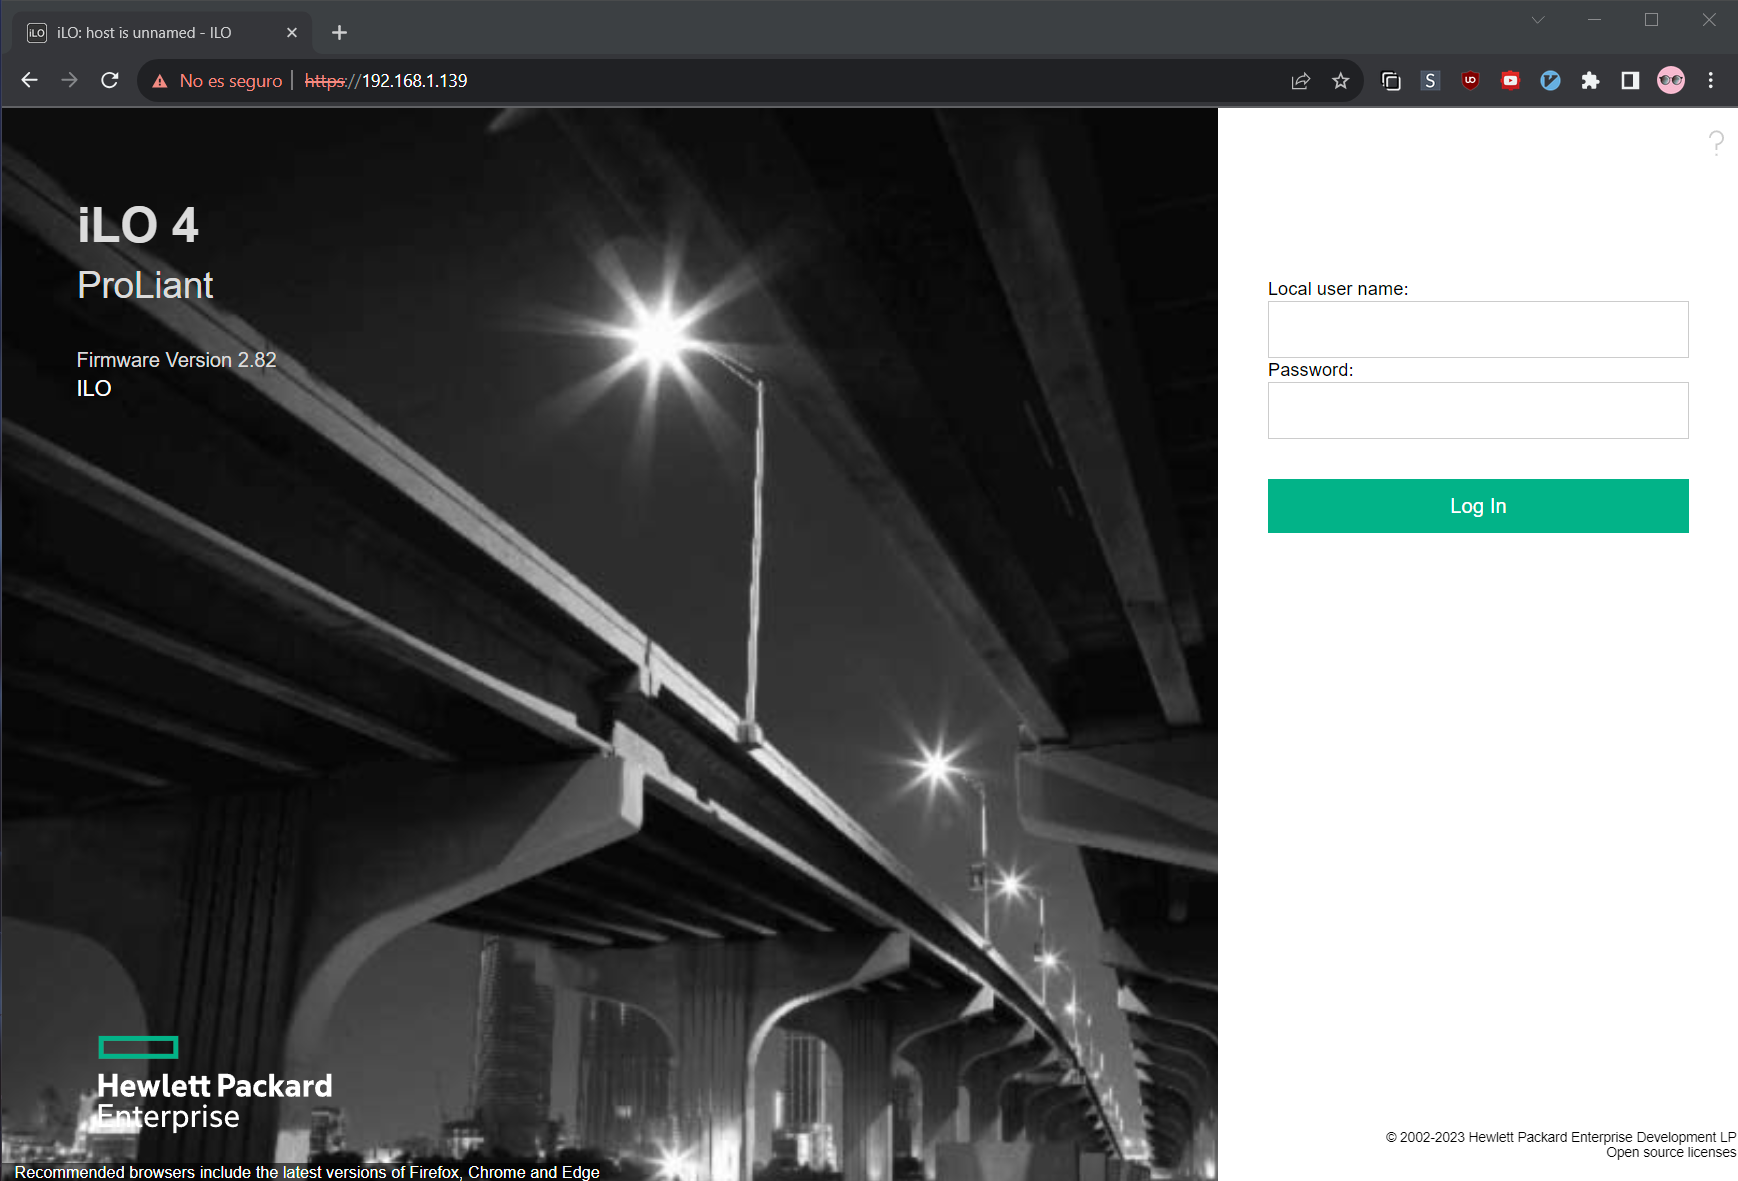 iLO
iLO: host is unnamed - ILO
No es seguro | https://192.168.1.139
S
UO
?
iLO 4
ProLiant
Firmware Version 2.82
ILO
Local user name:
Password:
Log In
Hewlett Packard
Enterprise
Recommended browsers include the latest versions of Firefox, Chrome and Edge
© 2002-2023 Hewlett Packard Enterprise Development LP
Open source licenses